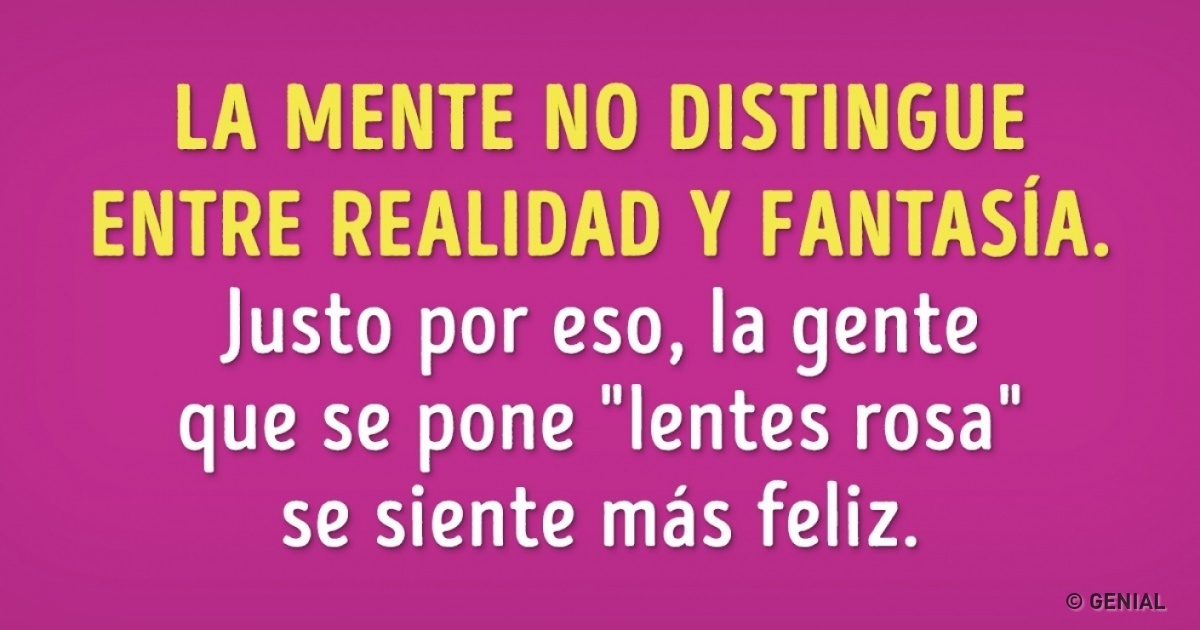 LA MENTE NO DISTINGUE
ENTRE REALIDAD Y FANTASÍA.
Justo por eso, la gente
que se pone "lentes rosa"
se siente más feliz.
© GENIAL